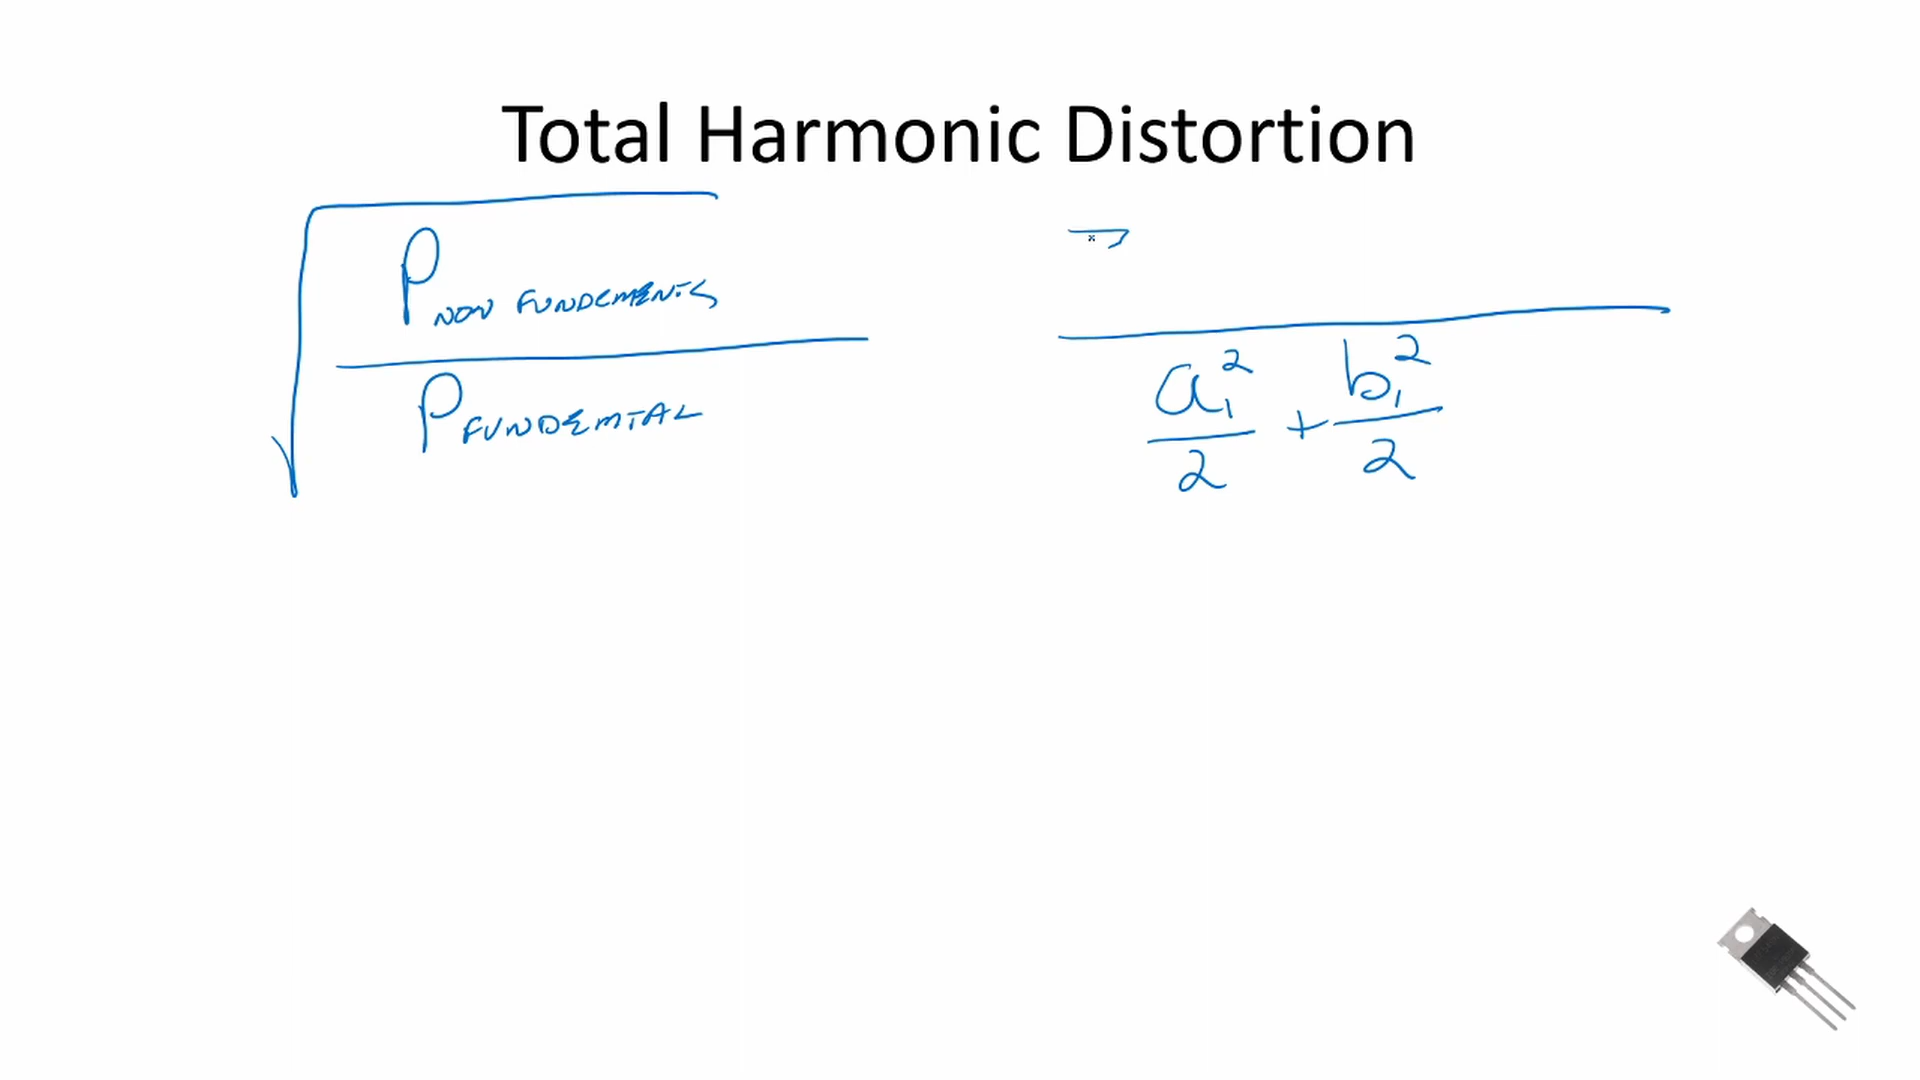 Total Harmonic Distortion
P NON FUNDEMENTS
P FUNDEMTAL
a₁² b₁²
+
2 2